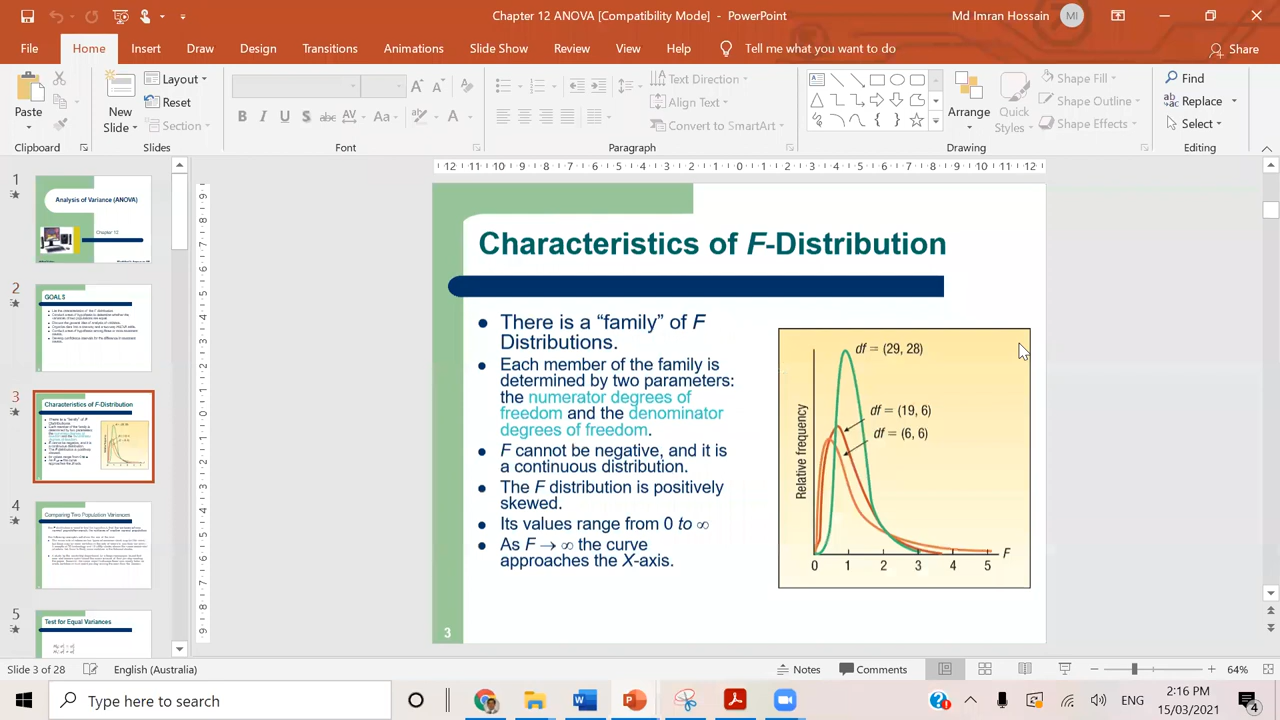 Chapter 12 ANOVA [Compatibility Mode] - PowerPoint
Md Imran Hossain
MI
File
Home
Insert
Draw
Design
Transitions
Animations
Slide Show
Review
View
Help
Tell me what you want to do
Share
Paste
Clipboard
New
Slide
Layout
Reset
Section
Slides
Font
Text Direction
Align Text
Convert to SmartArt
Paragraph
Arrange
Quick
Styles
Shape Fill
Shape Outline
Shape Effects
Drawing
Find
Replace
Select
Editing
1
Analysis of Variance (ANOVA)
Chapter 12
2
GOALS
3
Characteristics of F-Distribution
4
Comparing Two Population Variances
5
Test for Equal Variances
Characteristics of F-Distribution
There is a “family” of F
Distributions.
Each member of the family is
determined by two parameters:
the numerator degrees of
freedom and the denominator
degrees of freedom.
F cannot be negative, and it is
a continuous distribution.
The F distribution is positively
skewed.
Its values range from 0 to ∞
As F → ∞ the curve
approaches the X-axis.
df = (29, 28)
df = (19, 6)
df = (6, 6)
Relative frequency
0 1 2 3 4 5
F
3
Slide 3 of 28
English (Australia)
Notes
Comments
64%
Type here to search
ENG
2:16 PM
15/03/2021
4